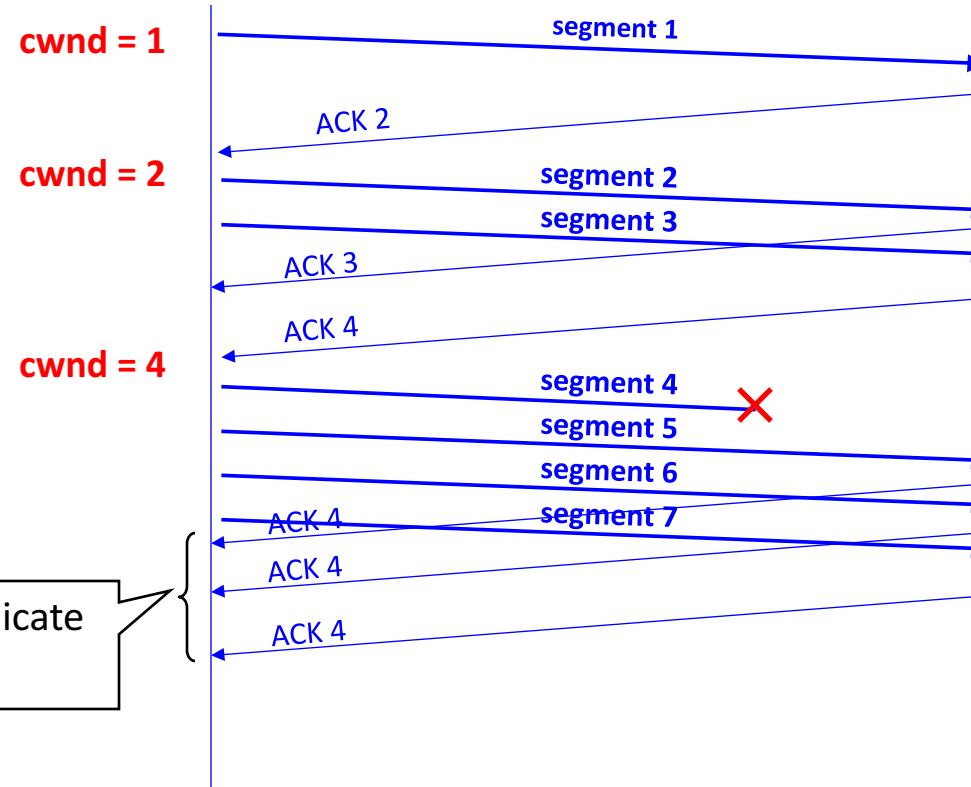 cwnd = 1
segment 1
ACK 2
cwnd = 2
segment 2
segment 3
ACK 3
ACK 4
cwnd = 4
segment 4
segment 5
segment 6
segment 7
ACK 4
ACK 4
icate
ACK 4